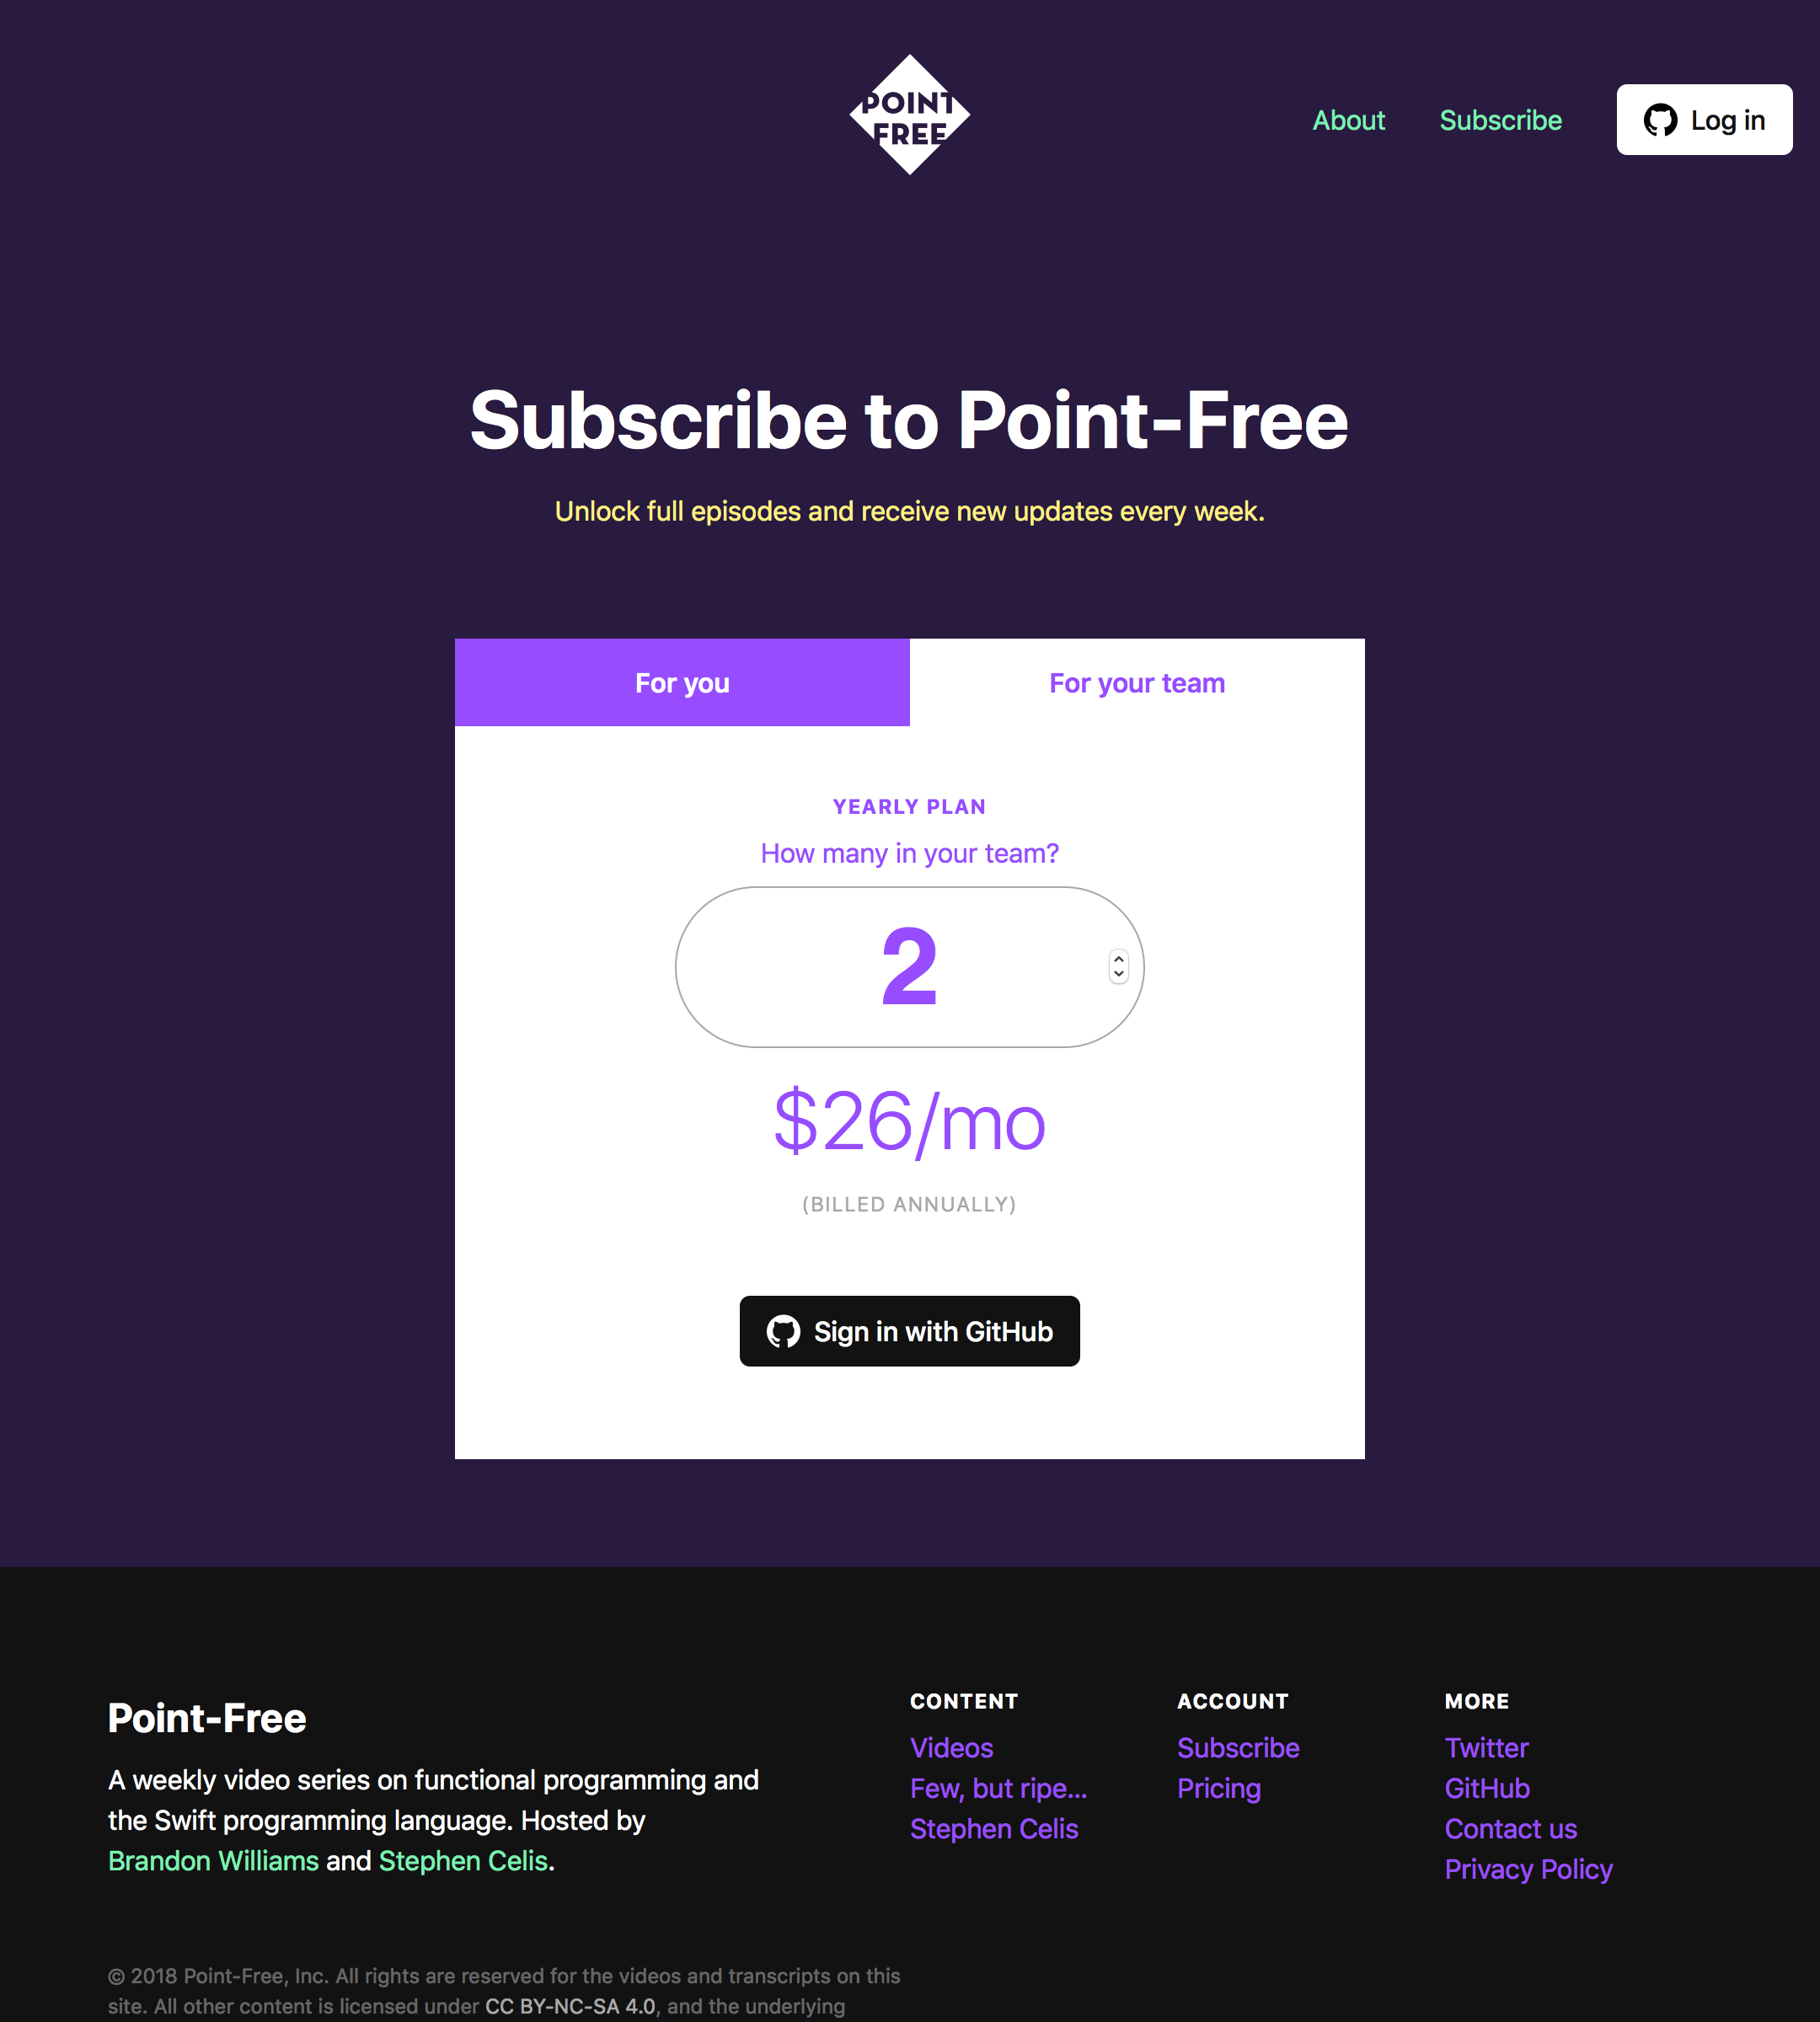 POINT
FREE
About
Subscribe
Log in
Subscribe to Point-Free
Unlock full episodes and receive new updates every week.
For you
For your team
YEARLY PLAN
How many in your team?
2
$26/mo
(BILLED ANNUALLY)
Sign in with GitHub
Point-Free
A weekly video series on functional programming and
the Swift programming language. Hosted by
Brandon Williams and Stephen Celis.
CONTENT
Videos
Few, but ripe...
Stephen Celis
ACCOUNT
Subscribe
Pricing
MORE
Twitter
GitHub
Contact us
Privacy Policy
© 2018 Point-Free, Inc. All rights are reserved for the videos and transcripts on this
site. All other content is licensed under CC BY-NC-SA 4.0, and the underlying